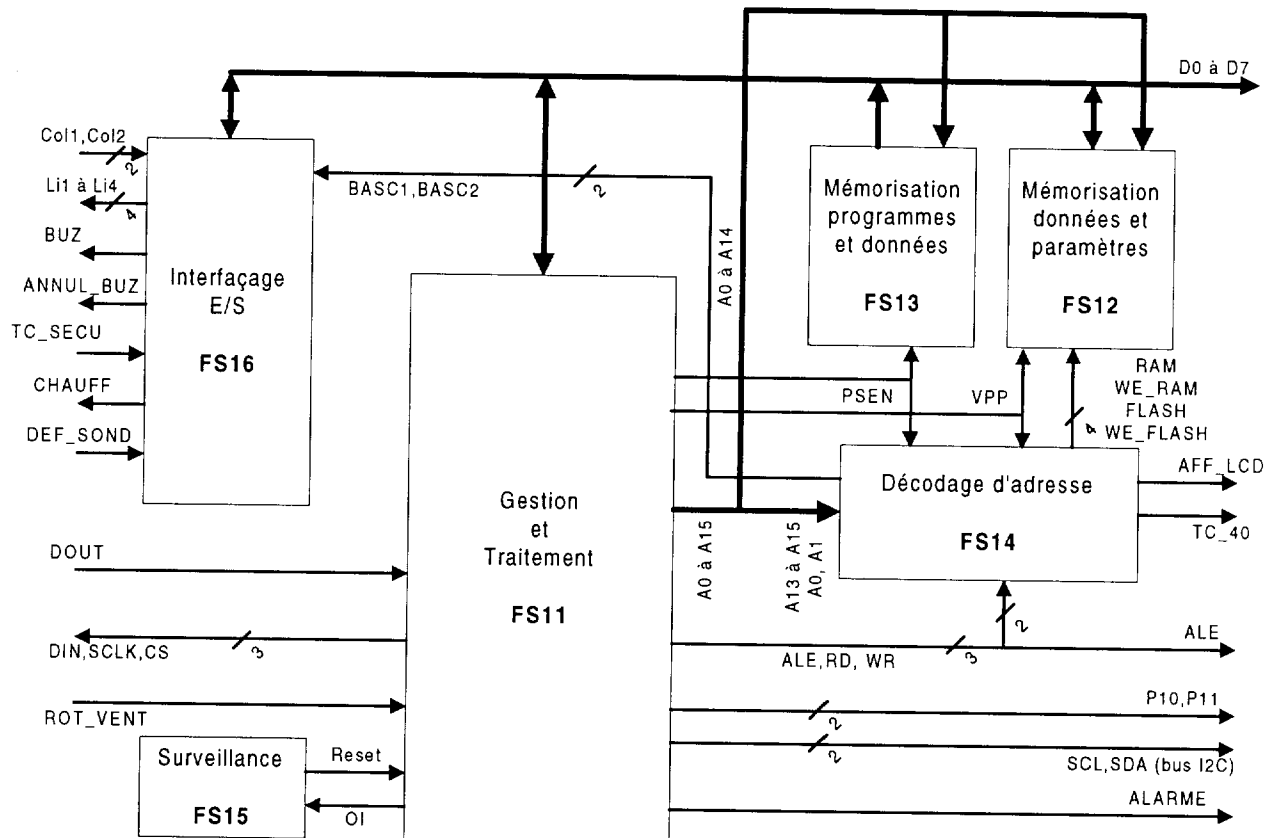 D0 à D7
Col1,Col2
2
Li1 à Li4
4
BUZ
ANNUL_BUZ
TC_SECU
CHAUFF
DEF_SOND
Interfaçage
E/S
FS16
BASC1,BASC2
2
A0 à A14
Mémorisation
programmes
et données
FS13
Mémorisation
données et
paramètres
FS12
PSEN
VPP
RAM
WE_RAM
FLASH
WE_FLASH
4
Décodage d'adresse
FS14
AFF_LCD
TC_40
Gestion
et
Traitement
FS11
A0 à A15
A13 à A15
A0, A1
DOUT
DIN,SCLK,CS
3
ROT_VENT
2
ALE
ALE,RD, WR
3
P10,P11
2
2
SCL,SDA (bus I2C)
ALARME
Surveillance
FS15
Reset
OI